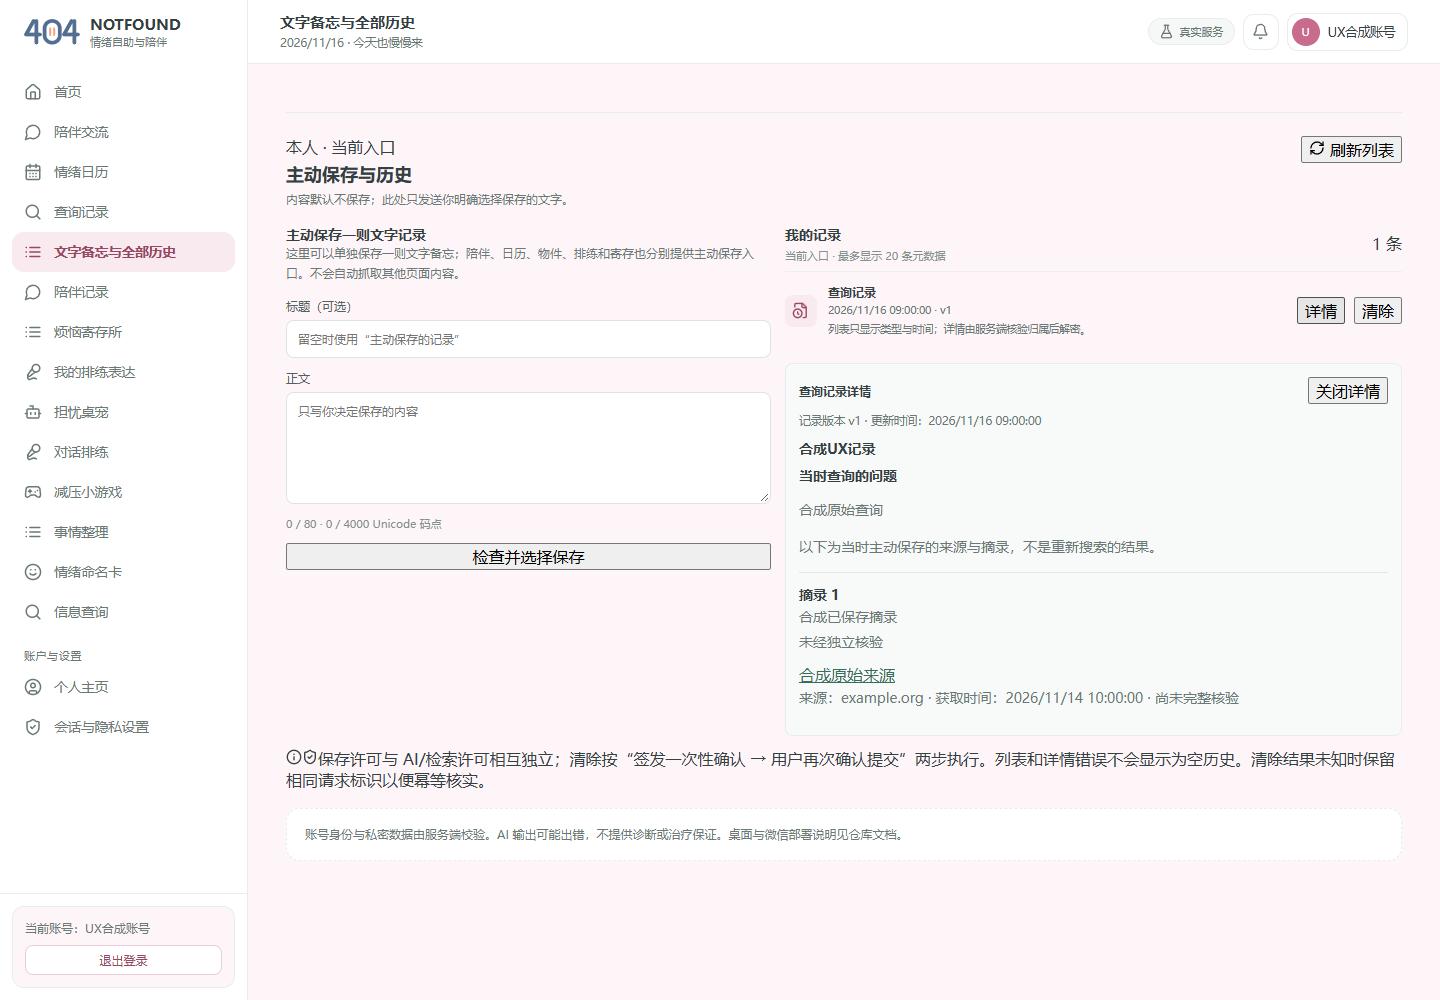 404 NOTFOUND
情绪自助与陪伴
首页
陪伴交流
情绪日历
查询记录
文字备忘与全部历史
陪伴记录
烦恼寄存所
我的排练表达
担忧桌宠
对话排练
减压小游戏
事情整理
情绪命名卡
信息查询
账户与设置
个人主页
会话与隐私设置
当前账号：UX合成账号
退出登录
文字备忘与全部历史
2026/11/16 · 今天也慢慢来
真实服务
U UX合成账号
本人 · 当前入口
主动保存与历史
内容默认不保存；此处只发送你明确选择保存的文字。
刷新列表
主动保存一则文字记录
这里可以单独保存一则文字备忘；陪伴、日历、物件、排练和寄存也分别提供主动保存入
口。不会自动抓取其他页面内容。
标题（可选）
留空时使用“主动保存的记录”
正文
只写你决定保存的内容
0 / 80 · 0 / 4000 Unicode 码点
检查并选择保存
我的记录
当前入口 · 最多显示 20 条元数据
1 条
查询记录
2026/11/16 09:00:00 · v1
列表只显示类型与时间；详情由服务端核验归属后解密。
详情
清除
查询记录详情
关闭详情
记录版本 v1 · 更新时间：2026/11/16 09:00:00
合成UX记录
当时查询的问题
合成原始查询
以下为当时主动保存的来源与摘录，不是重新搜索的结果。
摘录 1
合成已保存摘录
未经独立核验
合成原始来源
来源：example.org · 获取时间：2026/11/14 10:00:00 · 尚未完整核验
保存许可与 AI/检索许可相互独立；清除按“签发一次性确认 → 用户再次确认提交”两步执行。列表和详情错误不会显示为空历史。清除结果未知时保留
相同请求标识以便幂等核实。
账号身份与私密数据由服务端校验。AI 输出可能出错，不提供诊断或治疗保证。桌面与微信部署说明见仓库文档。